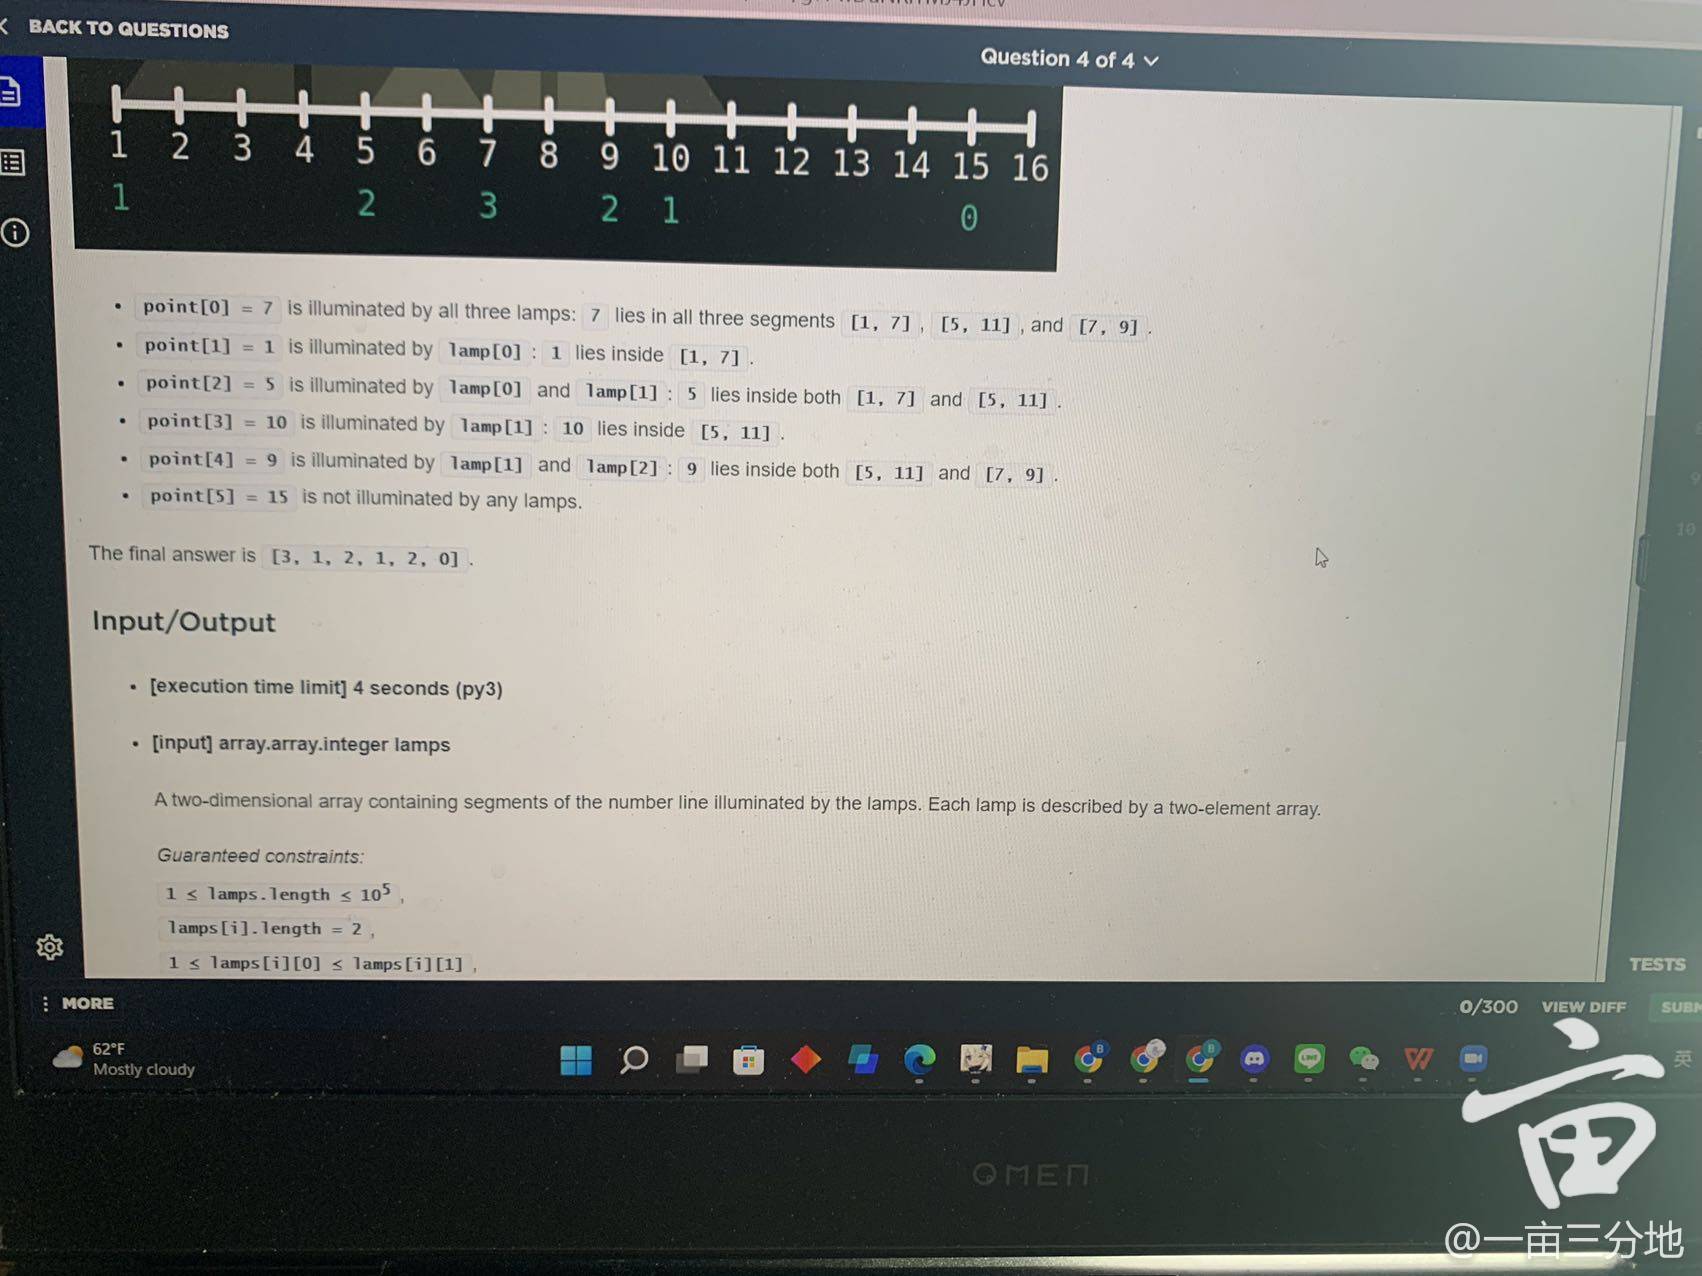 BACK TO QUESTIONS
Question 4 of 4
1 2 3 4 5 6 7 8 9 10 11 12 13 14 15 16
1 2 3 2 1 0
• point[0] = 7 is illuminated by all three lamps: 7 lies in all three segments [1, 7], [5, 11], and [7, 9].
• point[1] = 1 is illuminated by lamp[0] : 1 lies inside [1, 7].
• point[2] = 5 is illuminated by lamp[0] and lamp[1] : 5 lies inside both [1, 7] and [5, 11].
• point[3] = 10 is illuminated by lamp[1] : 10 lies inside [5, 11].
• point[4] = 9 is illuminated by lamp[1] and lamp[2] : 9 lies inside both [5, 11] and [7, 9].
• point[5] = 15 is not illuminated by any lamps.
The final answer is [3, 1, 2, 1, 2, 0].
10
Input/Output
• [execution time limit] 4 seconds (py3)
• [input] array.array.integer lamps
A two-dimensional array containing segments of the number line illuminated by the lamps. Each lamp is described by a two-element array.
Guaranteed constraints:
1 ≤ lamps.length ≤ 10⁵,
lamps[i].length = 2,
1 ≤ lamps[i][0] ≤ lamps[i][1],
TESTS
MORE
0/300 VIEW DIFF SUBM
62°F
Mostly cloudy
英
OMEN
亩
@一亩三分地